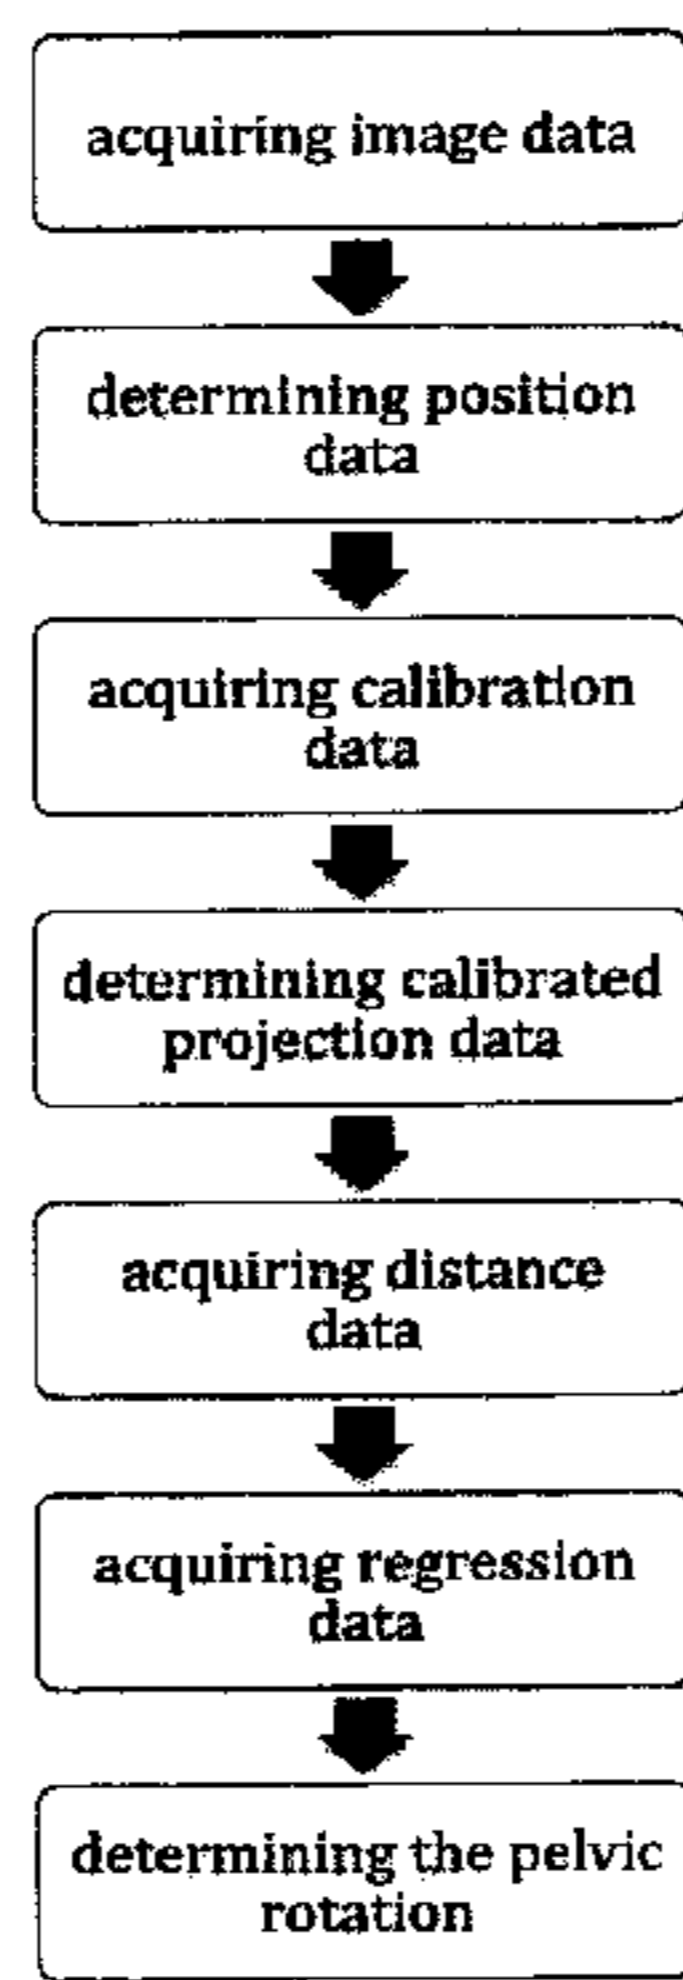 acquiring image data
determining position
data
acquiring calibration
data
determining calibrated
projection data
acquiring distance
data
acquiring regression
data
determining the pelvic
rotation